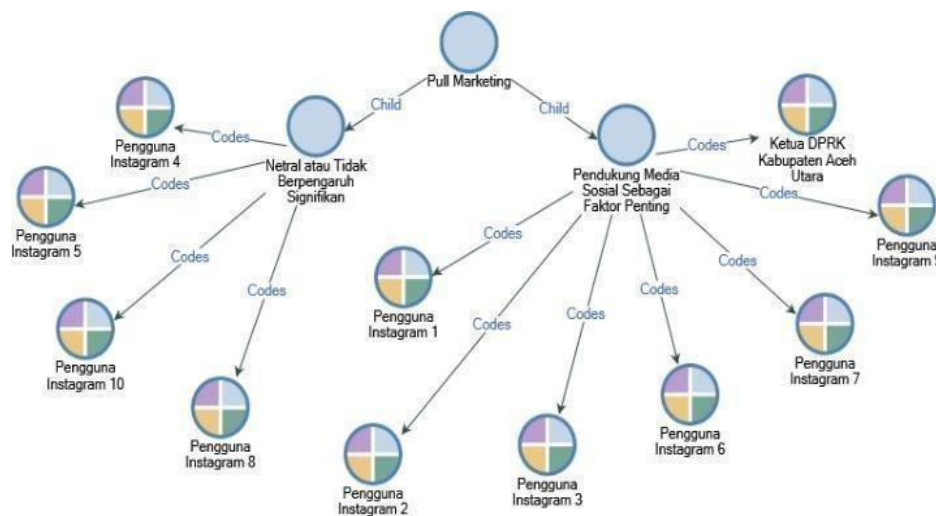 Pull Marketing
Child
Child
Netral atau Tidak
Berpengaruh
Signifikan
Pendukung Media
Sosial Sebagai
Faktor Penting
Codes
Pengguna
Instagram 4
Codes
Pengguna
Instagram 5
Codes
Pengguna
Instagram 10
Codes
Pengguna
Instagram 8
Codes
Ketua DPRK
Kabupaten Aceh
Utara
Codes
Pengguna
Instagram
Codes
Pengguna
Instagram 1
Codes
Pengguna
Instagram 2
Codes
Pengguna
Instagram 3
Codes
Pengguna
Instagram 6
Codes
Pengguna
Instagram 7